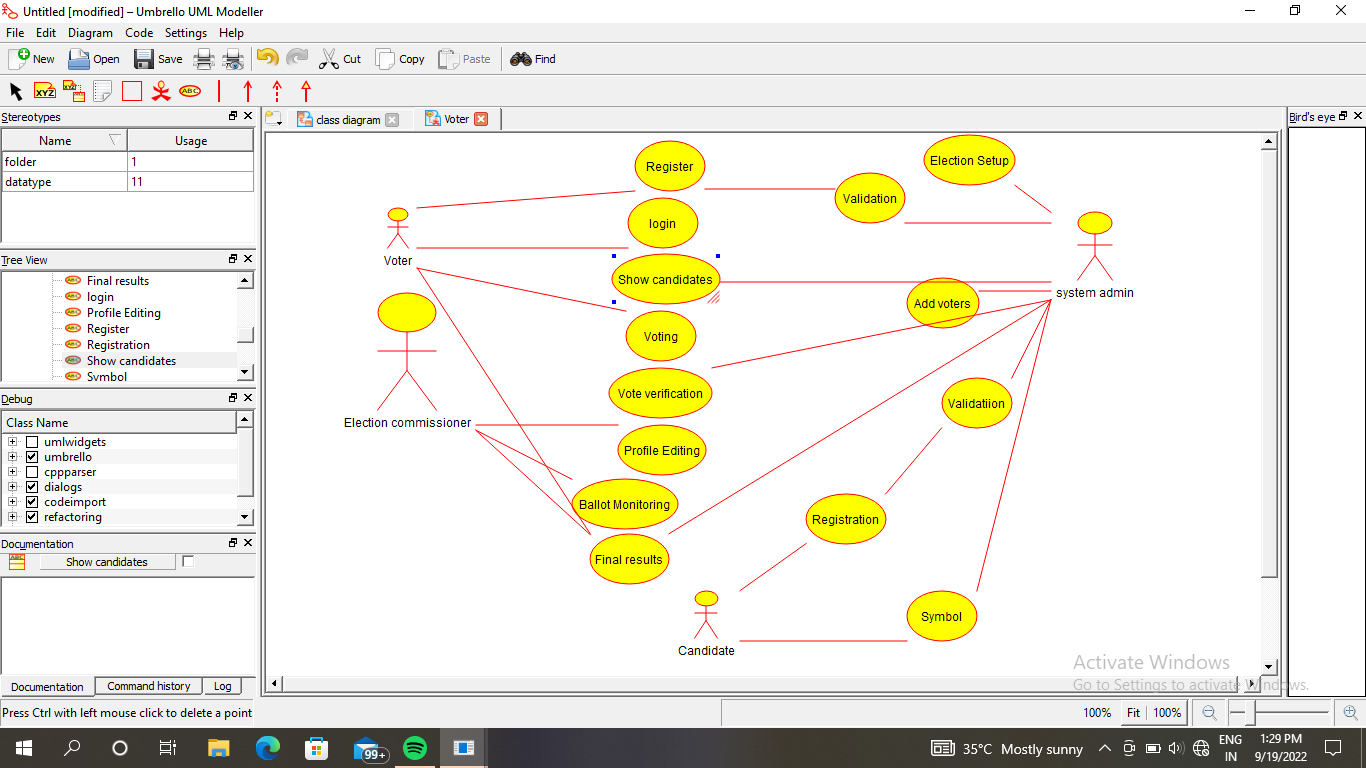 Untitled [modified] – Umbrello UML Modeller
File Edit Diagram Code Settings Help
New Open Save Cut Copy Paste Find
XYZ XYZ ABC
Stereotypes
Name Usage
folder 1
datatype 11
Tree View
Final results
login
Profile Editing
Register
Registration
Show candidates
Symbol
Debug
Class Name
umlwidgets
umbrello
cppparser
dialogs
codeimport
refactoring
Documentation
Show candidates
Documentation Command history Log
Press Ctrl with left mouse click to delete a point
class diagram Voter
Bird's eye
Register
Election Setup
Validation
login
Voter
Show candidates
system admin
Add voters
Voting
Vote verification
Validatiion
Election commissioner
Profile Editing
Ballot Monitoring
Registration
Final results
Symbol
Candidate
Activate Windows
Go to Settings to activate Windows.
100% Fit 100%
99+
35°C Mostly sunny
ENG
IN
1:29 PM
9/19/2022